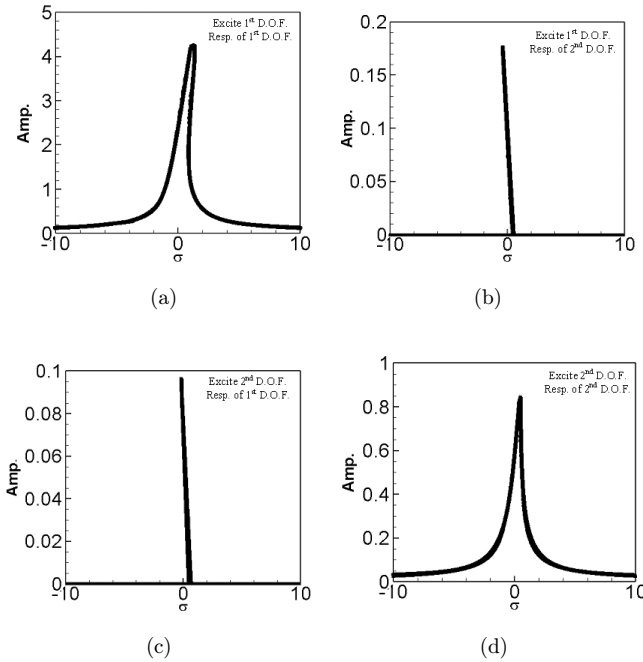 Excite 1st D.O.F.
Resp. of 1st D.O.F.
Amp.
5
4
3
2
1
0
-10
0
10
σ
(a)
Excite 1st D.O.F.
Resp. of 2nd D.O.F.
Amp.
0.2
0.15
0.1
0.05
0
-10
0
10
σ
(b)
Excite 2nd D.O.F.
Resp. of 1st D.O.F.
Amp.
0.1
0.08
0.06
0.04
0.02
0
-10
0
10
σ
(c)
Excite 2nd D.O.F.
Resp. of 2nd D.O.F.
Amp.
1
0.8
0.6
0.4
0.2
0
-10
0
10
σ
(d)